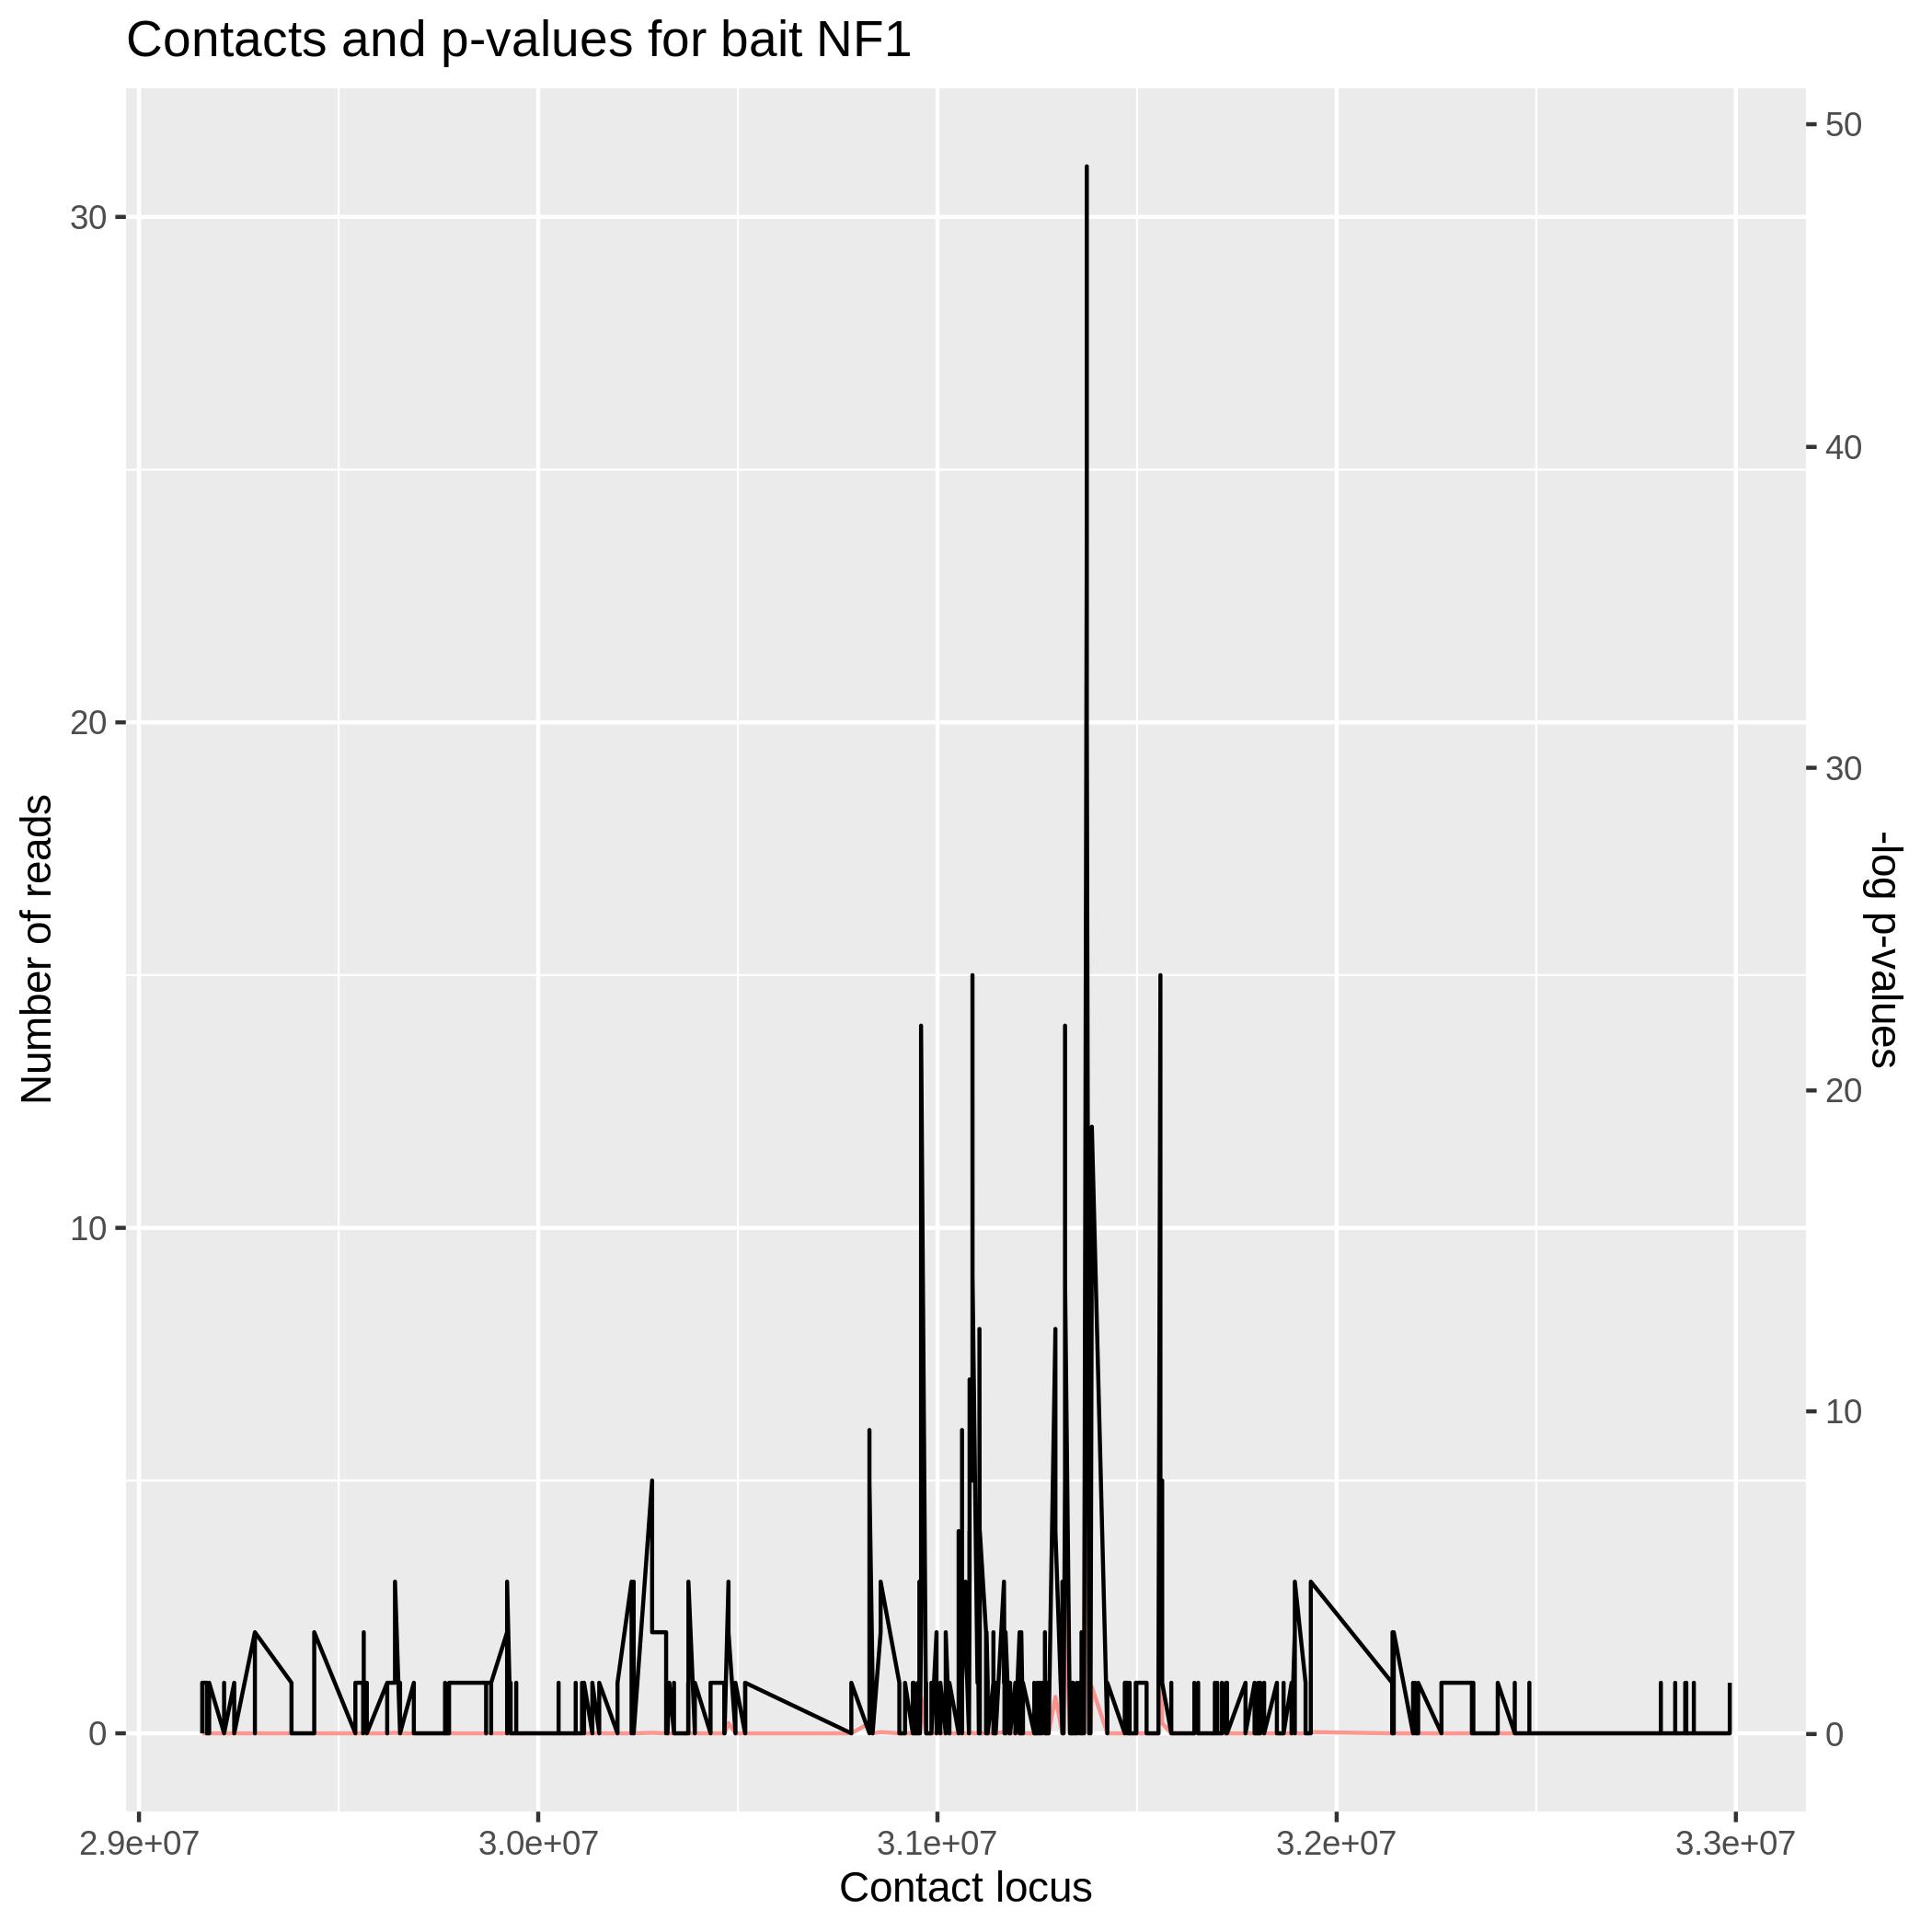 Contacts and p-values for bait NF1
Number of reads
30
20
10
0
50
40
30
20
10
0
-log p-values
2.9e+07 3.0e+07 3.1e+07 3.2e+07 3.3e+07
Contact locus